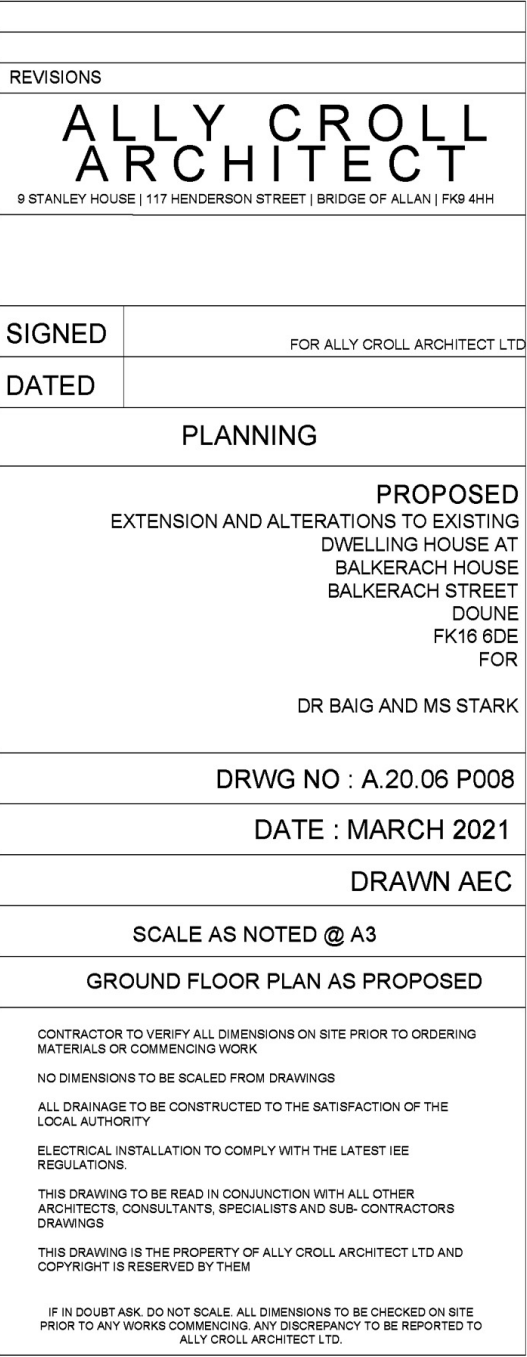 REVISIONS
ALLY CROLL
ARCHITECT
9 STANLEY HOUSE | 117 HENDERSON STREET | BRIDGE OF ALLAN | FK9 4HH
SIGNED
FOR ALLY CROLL ARCHITECT LTD
DATED
PLANNING
PROPOSED
EXTENSION AND ALTERATIONS TO EXISTING
DWELLING HOUSE AT
BALKERACH HOUSE
BALKERACH STREET
DOUNE
FK16 6DE
FOR
DR BAIG AND MS STARK
DRWG NO : A.20.06 P008
DATE : MARCH 2021
DRAWN AEC
SCALE AS NOTED @ A3
GROUND FLOOR PLAN AS PROPOSED
CONTRACTOR TO VERIFY ALL DIMENSIONS ON SITE PRIOR TO ORDERING
MATERIALS OR COMMENCING WORK
NO DIMENSIONS TO BE SCALED FROM DRAWINGS
ALL DRAINAGE TO BE CONSTRUCTED TO THE SATISFACTION OF THE
LOCAL AUTHORITY
ELECTRICAL INSTALLATION TO COMPLY WITH THE LATEST IEE
REGULATIONS.
THIS DRAWING TO BE READ IN CONJUNCTION WITH ALL OTHER
ARCHITECTS, CONSULTANTS, SPECIALISTS AND SUB- CONTRACTORS
DRAWINGS
THIS DRAWING IS THE PROPERTY OF ALLY CROLL ARCHITECT LTD AND
COPYRIGHT IS RESERVED BY THEM
IF IN DOUBT ASK. DO NOT SCALE. ALL DIMENSIONS TO BE CHECKED ON SITE
PRIOR TO ANY WORKS COMMENCING. ANY DISCREPANCY TO BE REPORTED TO
ALLY CROLL ARCHITECT LTD.